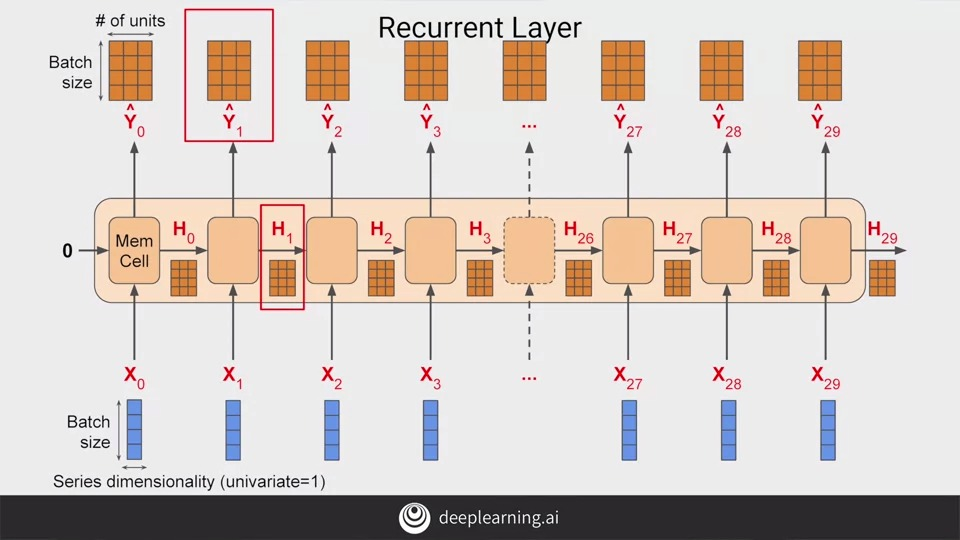 Recurrent Layer
# of units
Batch size
Ŷ0 Ŷ1 Ŷ2 Ŷ3 ... Ŷ27 Ŷ28 Ŷ29
0
Mem Cell
H0 H1 H2 H3 H26 H27 H28 H29
X0 X1 X2 X3 ... X27 X28 X29
Batch size
Series dimensionality (univariate=1)
deeplearning.ai